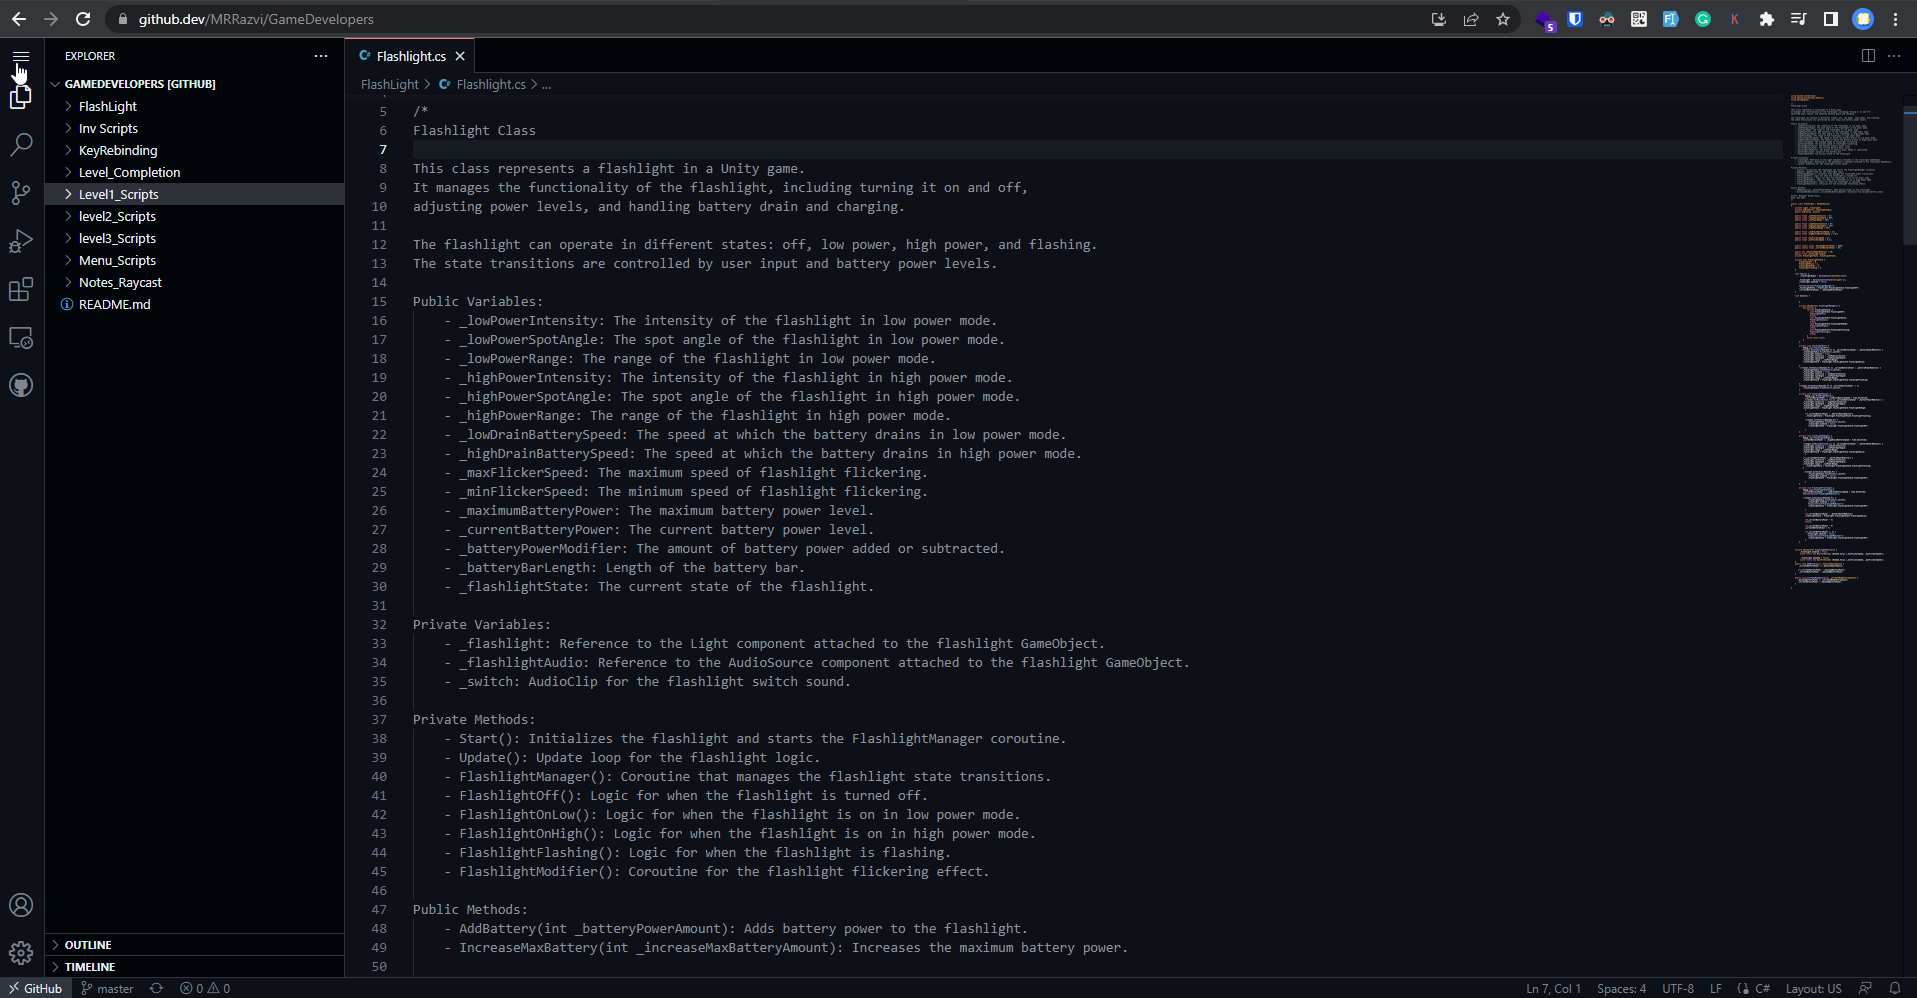 github.dev/MRRazvi/GameDevelopers
5
K
EXPLORER
GAMEDEVELOPERS [GITHUB]
FlashLight
Inv Scripts
KeyRebinding
Level_Completion
Level1_Scripts
level2_Scripts
level3_Scripts
Menu_Scripts
Notes_Raycast
README.md
OUTLINE
TIMELINE
Flashlight.cs
FlashLight > Flashlight.cs > ...
5 /*
6 Flashlight Class
7
8 This class represents a flashlight in a Unity game.
9 It manages the functionality of the flashlight, including turning it on and off,
10 adjusting power levels, and handling battery drain and charging.
11
12 The flashlight can operate in different states: off, low power, high power, and flashing.
13 The state transitions are controlled by user input and battery power levels.
14
15 Public Variables:
16 - _lowPowerIntensity: The intensity of the flashlight in low power mode.
17 - _lowPowerSpotAngle: The spot angle of the flashlight in low power mode.
18 - _lowPowerRange: The range of the flashlight in low power mode.
19 - _highPowerIntensity: The intensity of the flashlight in high power mode.
20 - _highPowerSpotAngle: The spot angle of the flashlight in high power mode.
21 - _highPowerRange: The range of the flashlight in high power mode.
22 - _lowDrainBatterySpeed: The speed at which the battery drains in low power mode.
23 - _highDrainBatterySpeed: The speed at which the battery drains in high power mode.
24 - _maxFlickerSpeed: The maximum speed of flashlight flickering.
25 - _minFlickerSpeed: The minimum speed of flashlight flickering.
26 - _maximumBatteryPower: The maximum battery power level.
27 - _currentBatteryPower: The current battery power level.
28 - _batteryPowerModifier: The amount of battery power added or subtracted.
29 - _batteryBarLength: Length of the battery bar.
30 - _flashlightState: The current state of the flashlight.
31
32 Private Variables:
33 - _flashlight: Reference to the Light component attached to the flashlight GameObject.
34 - _flashlightAudio: Reference to the AudioSource component attached to the flashlight GameObject.
35 - _switch: AudioClip for the flashlight switch sound.
36
37 Private Methods:
38 - Start(): Initializes the flashlight and starts the FlashlightManager coroutine.
39 - Update(): Update loop for the flashlight logic.
40 - FlashlightManager(): Coroutine that manages the flashlight state transitions.
41 - FlashlightOff(): Logic for when the flashlight is turned off.
42 - FlashlightOnLow(): Logic for when the flashlight is on in low power mode.
43 - FlashlightOnHigh(): Logic for when the flashlight is on in high power mode.
44 - FlashlightFlashing(): Logic for when the flashlight is flashing.
45 - FlashlightModifier(): Coroutine for the flashlight flickering effect.
46
47 Public Methods:
48 - AddBattery(int _batteryPowerAmount): Adds battery power to the flashlight.
49 - IncreaseMaxBattery(int _increaseMaxBatteryAmount): Increases the maximum battery power.
50
GitHub master 0 0 Ln 7, Col 1 Spaces: 4 UTF-8 LF C# Layout: US